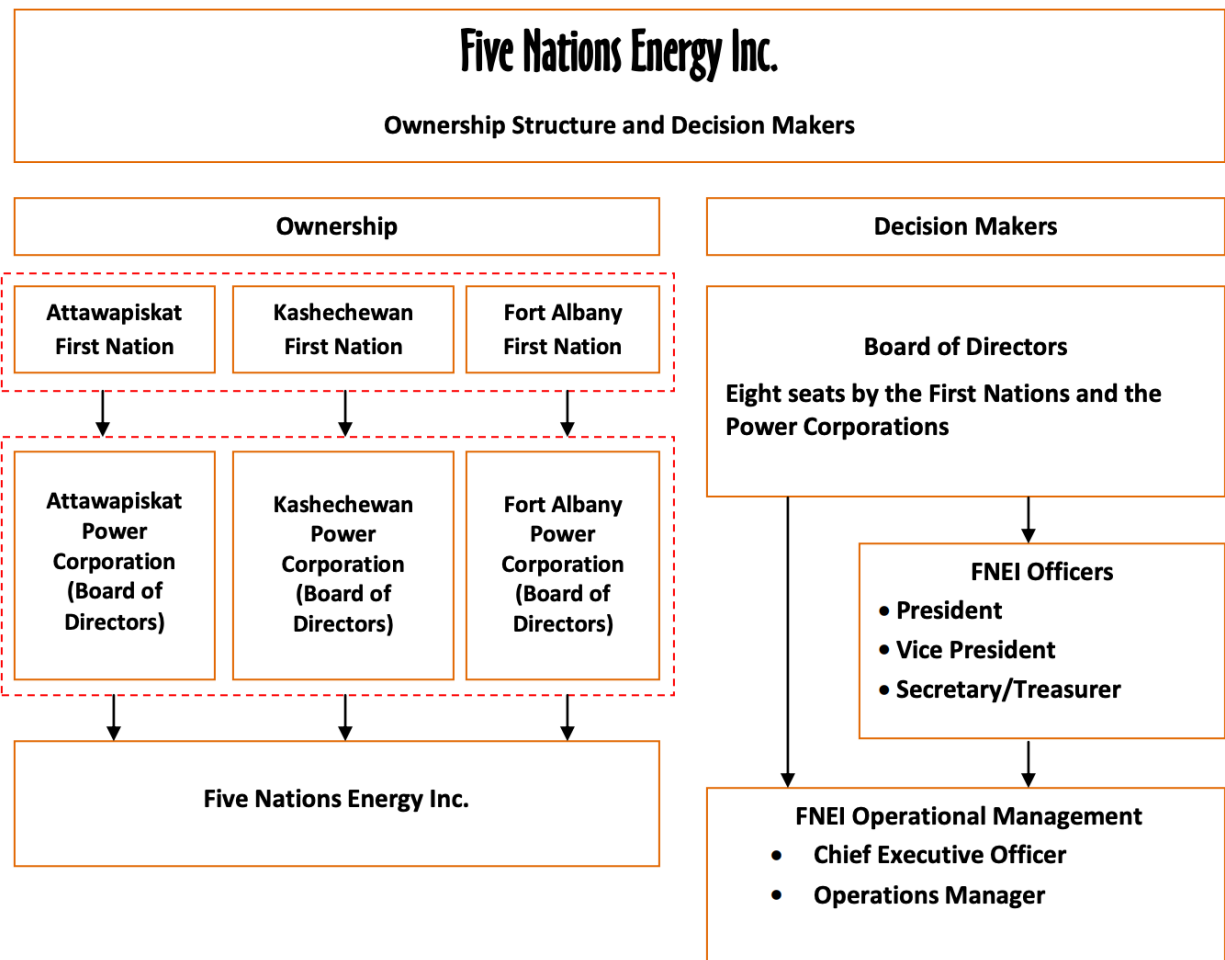 Five Nations Energy Inc.
Ownership Structure and Decision Makers
Ownership
Attawapiskat
First Nation
Kashechewan
First Nation
Fort Albany
First Nation
Attawapiskat
Power
Corporation
(Board of
Directors)
Kashechewan
Power
Corporation
(Board of
Directors)
Fort Albany
Power
Corporation
(Board of
Directors)
Five Nations Energy Inc.
Decision Makers
Board of Directors
Eight seats by the First Nations and the
Power Corporations
FNEI Officers
• President
• Vice President
• Secretary/Treasurer
FNEI Operational Management
• Chief Executive Officer
• Operations Manager